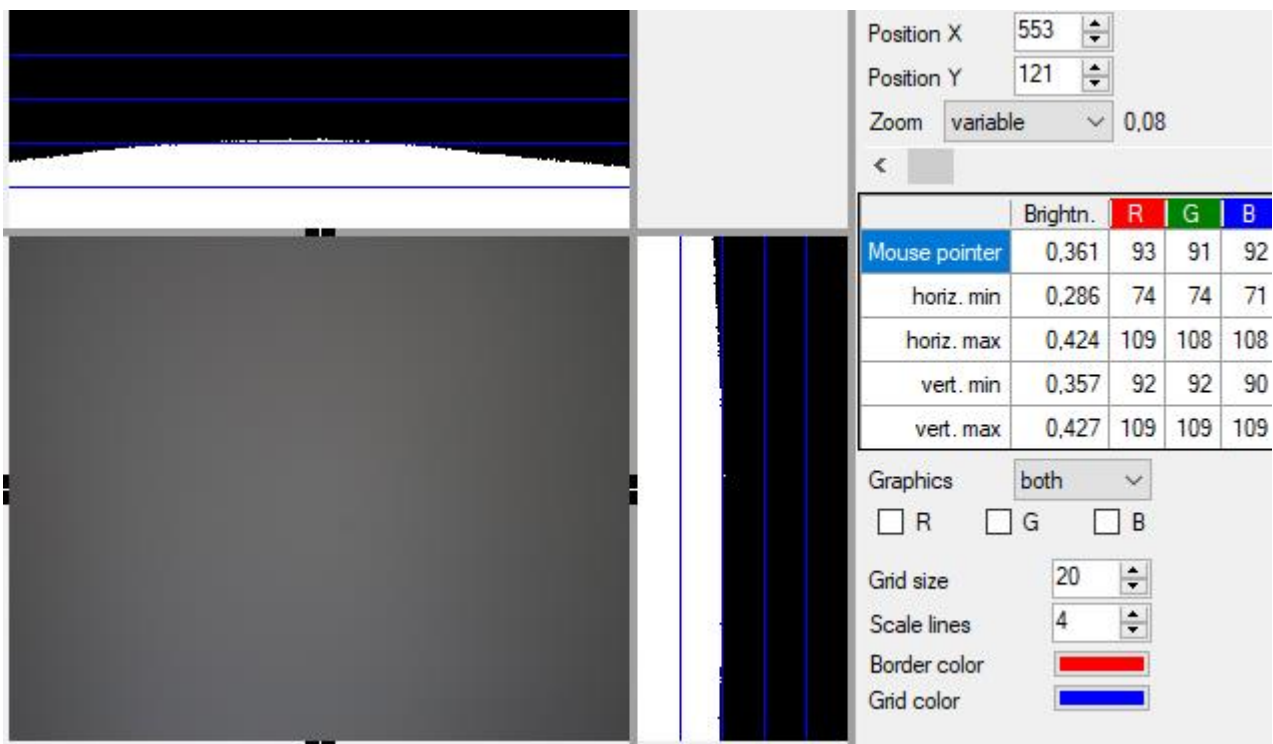 Position X 553
Position Y 121
Zoom variable 0,08
Brightn. R G B
Mouse pointer 0,361 93 91 92
horiz. min 0,286 74 74 71
horiz. max 0,424 109 108 108
vert. min 0,357 92 92 90
vert. max 0,427 109 109 109
Graphics both
R G B
Grid size 20
Scale lines 4
Border color
Grid color